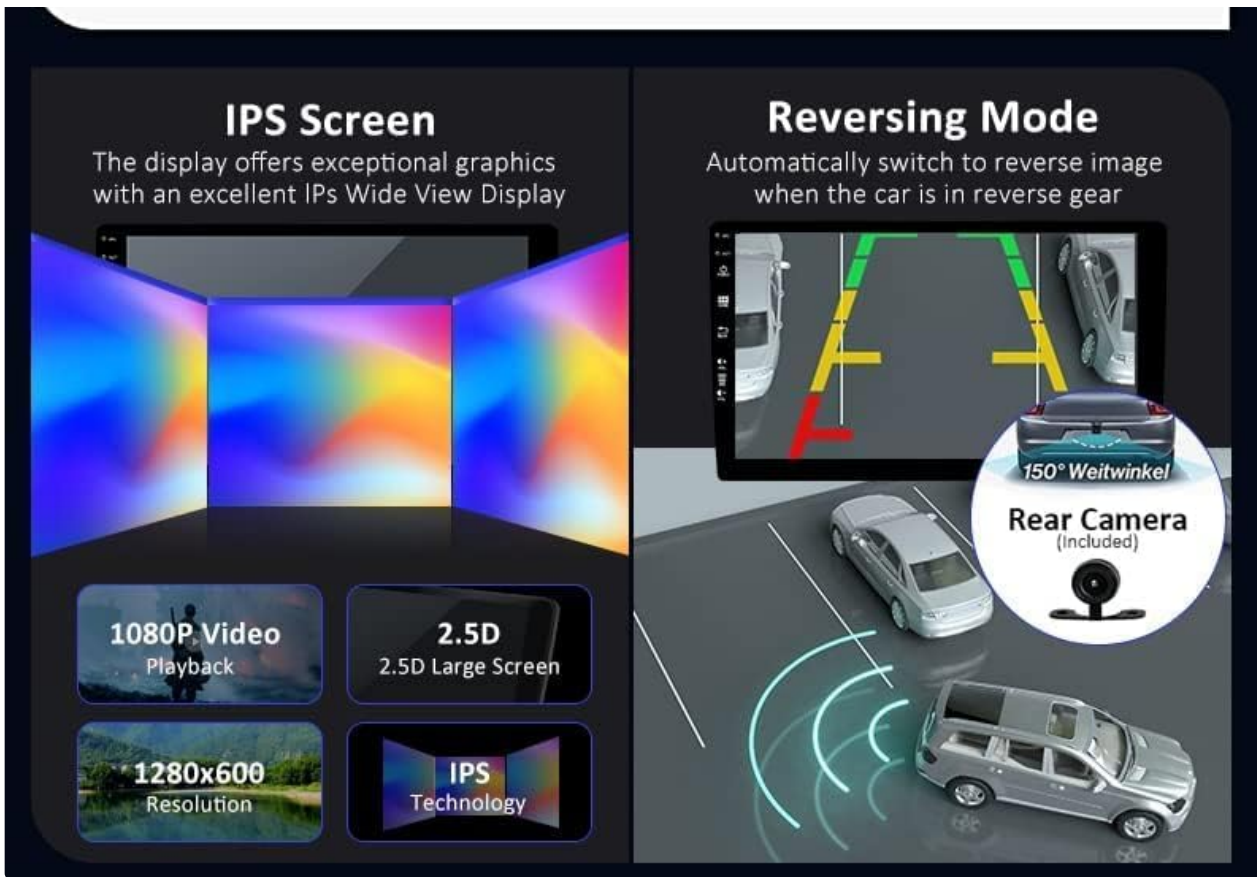 IPS Screen
The display offers exceptional graphics
with an excellent lPs Wide View Display
1080P Video
Playback
2.5D
2.5D Large Screen
1280x600
Resolution
IPS
Technology
Reversing Mode
Automatically switch to reverse image
when the car is in reverse gear
150° Weitwinkel
Rear Camera
(Included)